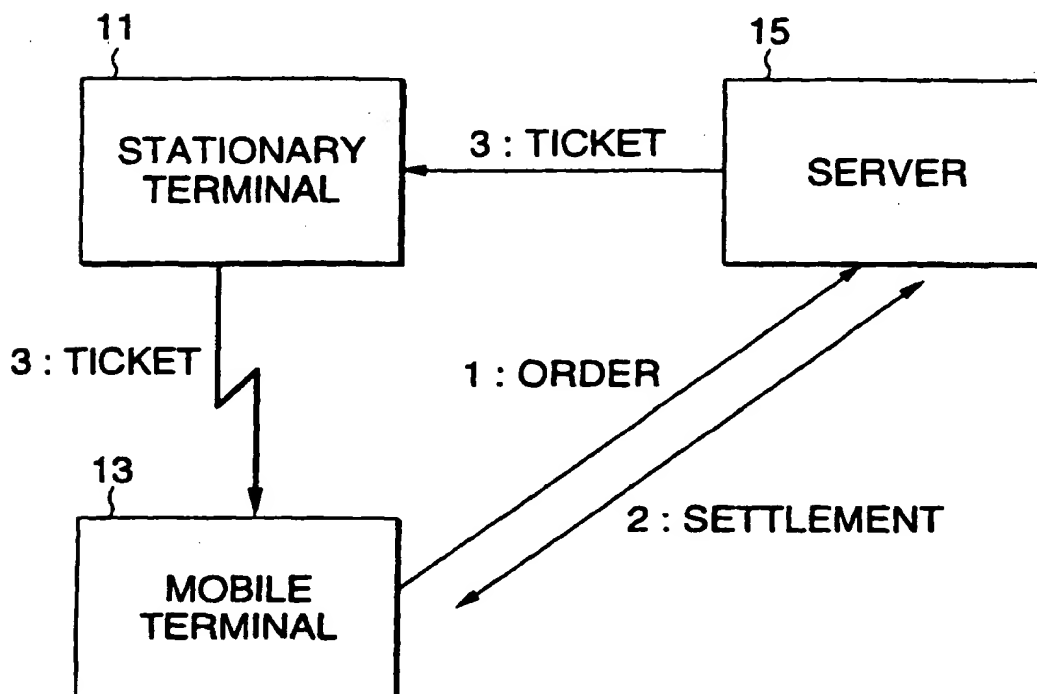 11
15
STATIONARY
TERMINAL
3 : TICKET
SERVER
3 : TICKET
1 : ORDER
13
2 : SETTLEMENT
MOBILE
TERMINAL